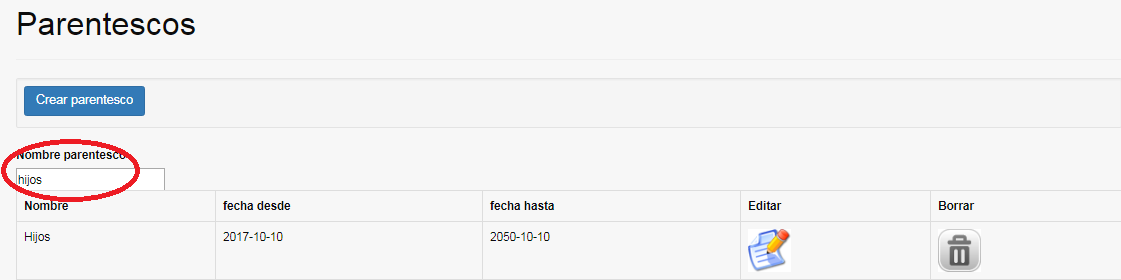 Parentescos
Crear parentesco
Nombre parentesco
hijos
Nombre fecha desde fecha hasta Editar Borrar
Hijos 2017-10-10 2050-10-10